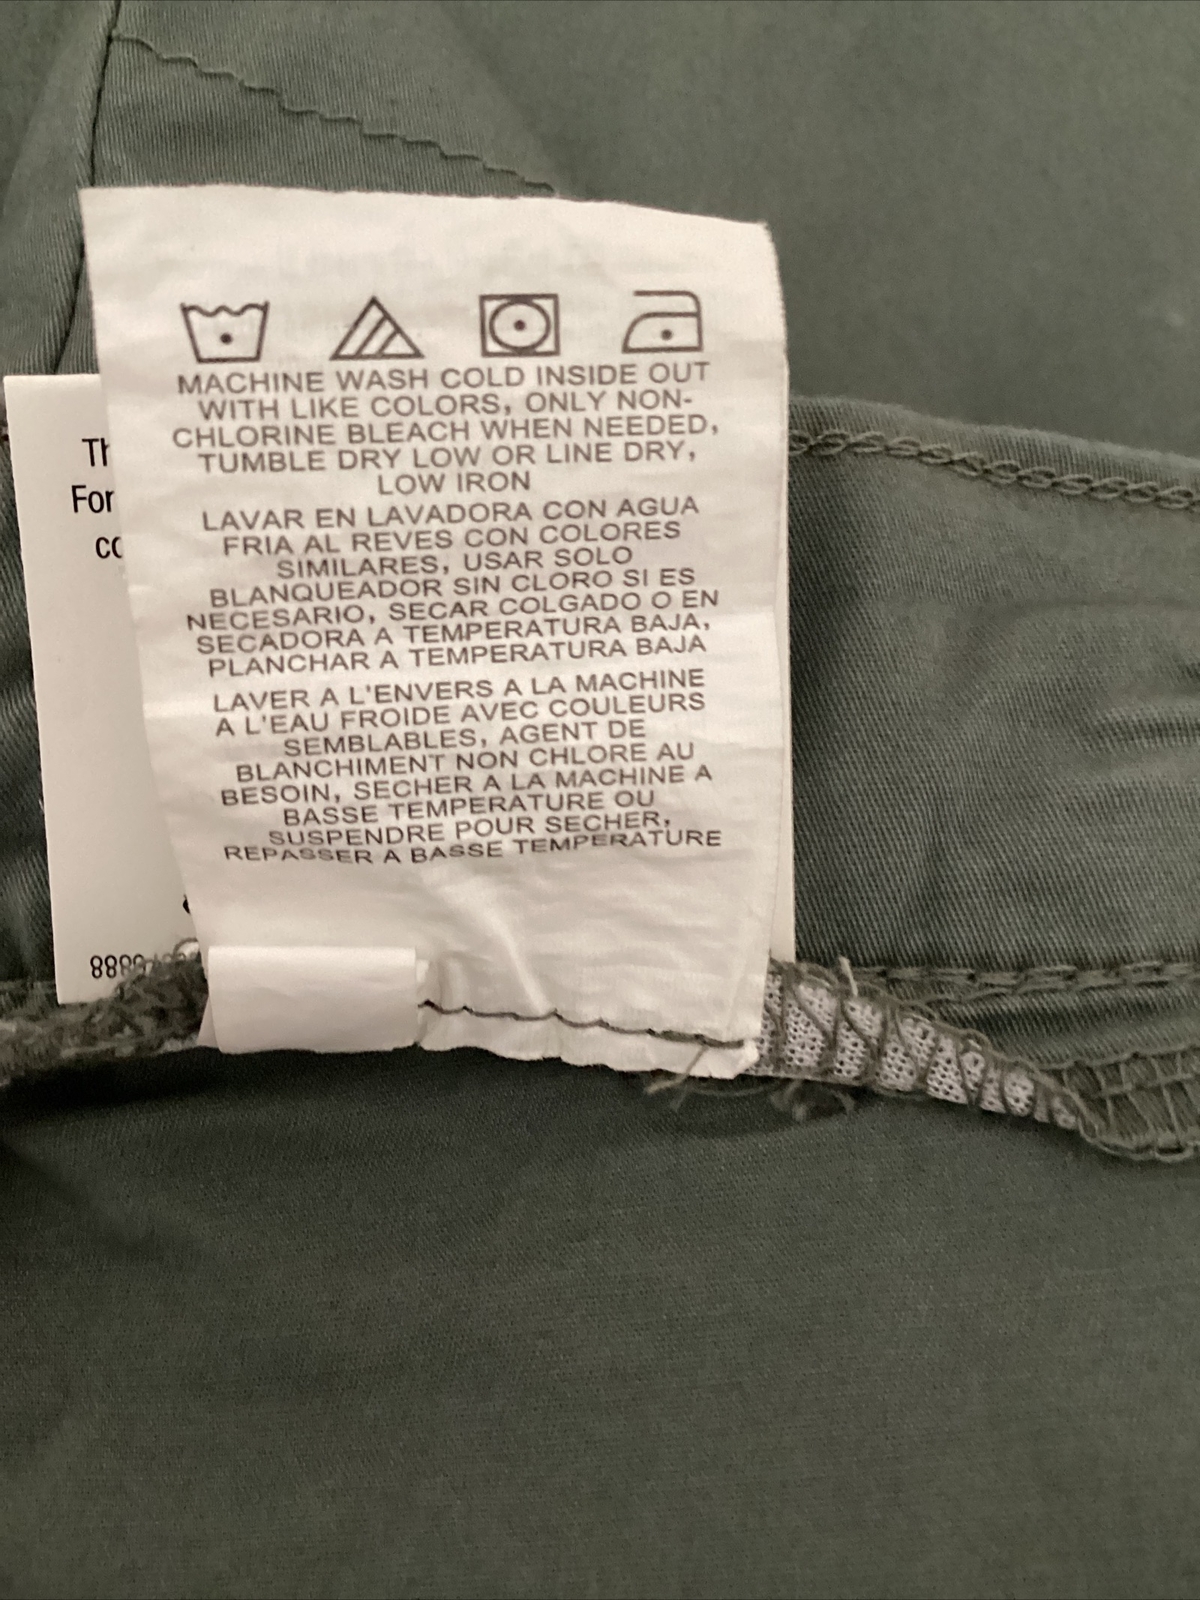 MACHINE WASH COLD INSIDE OUT
WITH LIKE COLORS, ONLY NON-
CHLORINE BLEACH WHEN NEEDED,
TUMBLE DRY LOW OR LINE DRY,
LOW IRON
LAVAR EN LAVADORA CON AGUA
FRIA AL REVES CON COLORES
SIMILARES, USAR SOLO
BLANQUEADOR SIN CLORO SI ES
NECESARIO, SECAR COLGADO O EN
SECADORA A TEMPERATURA BAJA,
PLANCHAR A TEMPERATURA BAJA
LAVER A L'ENVERS A LA MACHINE
A L'EAU FROIDE AVEC COULEURS
SEMBLABLES, AGENT DE
BLANCHIMENT NON CHLORE AU
BESOIN, SECHER A LA MACHINE A
BASSE TEMPERATURE OU
SUSPENDRE POUR SECHER,
REPASSER A BASSE TEMPERATURE